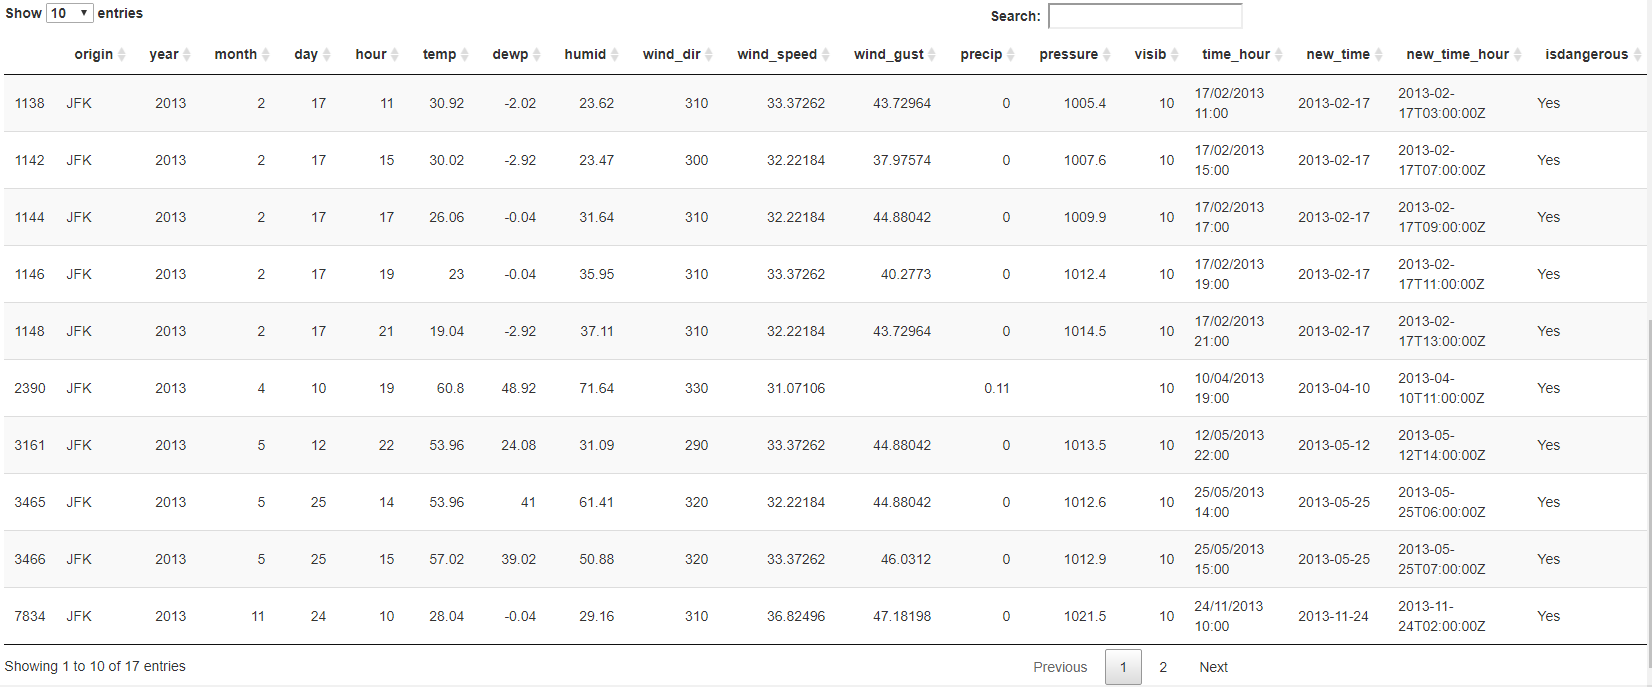 Show 10 entries Search:
origin year month day hour temp dewp humid wind_dir wind_speed wind_gust precip pressure visib time_hour new_time new_time_hour isdangerous
1138 JFK 2013 2 17 11 30.92 -2.02 23.62 310 33.37262 43.72964 0 1005.4 10 17/02/2013 11:00 2013-02-17 2013-02-17T03:00:00Z Yes
1142 JFK 2013 2 17 15 30.02 -2.92 23.47 300 32.22184 37.97574 0 1007.6 10 17/02/2013 15:00 2013-02-17 2013-02-17T07:00:00Z Yes
1144 JFK 2013 2 17 17 26.06 -0.04 31.64 310 32.22184 44.88042 0 1009.9 10 17/02/2013 17:00 2013-02-17 2013-02-17T09:00:00Z Yes
1146 JFK 2013 2 17 19 23 -0.04 35.95 310 33.37262 40.2773 0 1012.4 10 17/02/2013 19:00 2013-02-17 2013-02-17T11:00:00Z Yes
1148 JFK 2013 2 17 21 19.04 -2.92 37.11 310 32.22184 43.72964 0 1014.5 10 17/02/2013 21:00 2013-02-17 2013-02-17T13:00:00Z Yes
2390 JFK 2013 4 10 19 60.8 48.92 71.64 330 31.07106 0.11 10 10/04/2013 19:00 2013-04-10 2013-04-10T11:00:00Z Yes
3161 JFK 2013 5 12 22 53.96 24.08 31.09 290 33.37262 44.88042 0 1013.5 10 12/05/2013 22:00 2013-05-12 2013-05-12T14:00:00Z Yes
3465 JFK 2013 5 25 14 53.96 41 61.41 320 32.22184 44.88042 0 1012.6 10 25/05/2013 14:00 2013-05-25 2013-05-25T06:00:00Z Yes
3466 JFK 2013 5 25 15 57.02 39.02 50.88 320 33.37262 46.0312 0 1012.9 10 25/05/2013 15:00 2013-05-25 2013-05-25T07:00:00Z Yes
7834 JFK 2013 11 24 10 28.04 -0.04 29.16 310 36.82496 47.18198 0 1021.5 10 24/11/2013 10:00 2013-11-24 2013-11-24T02:00:00Z Yes
Showing 1 to 10 of 17 entries Previous 1 2 Next